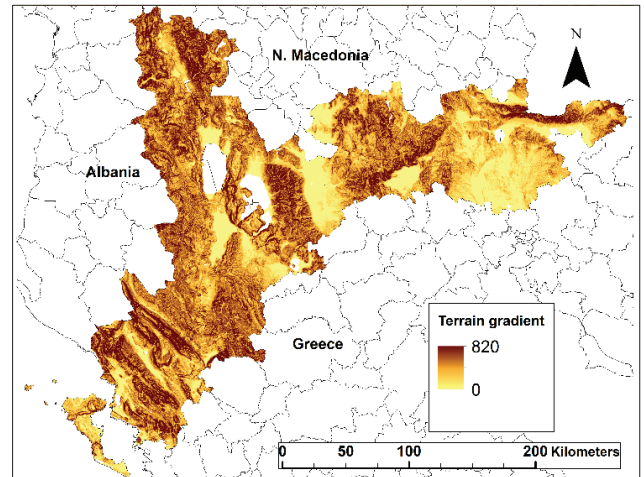 N. Macedonia
N
Albania
Greece
Terrain gradient
820
0
0 50 100 200 Kilometers